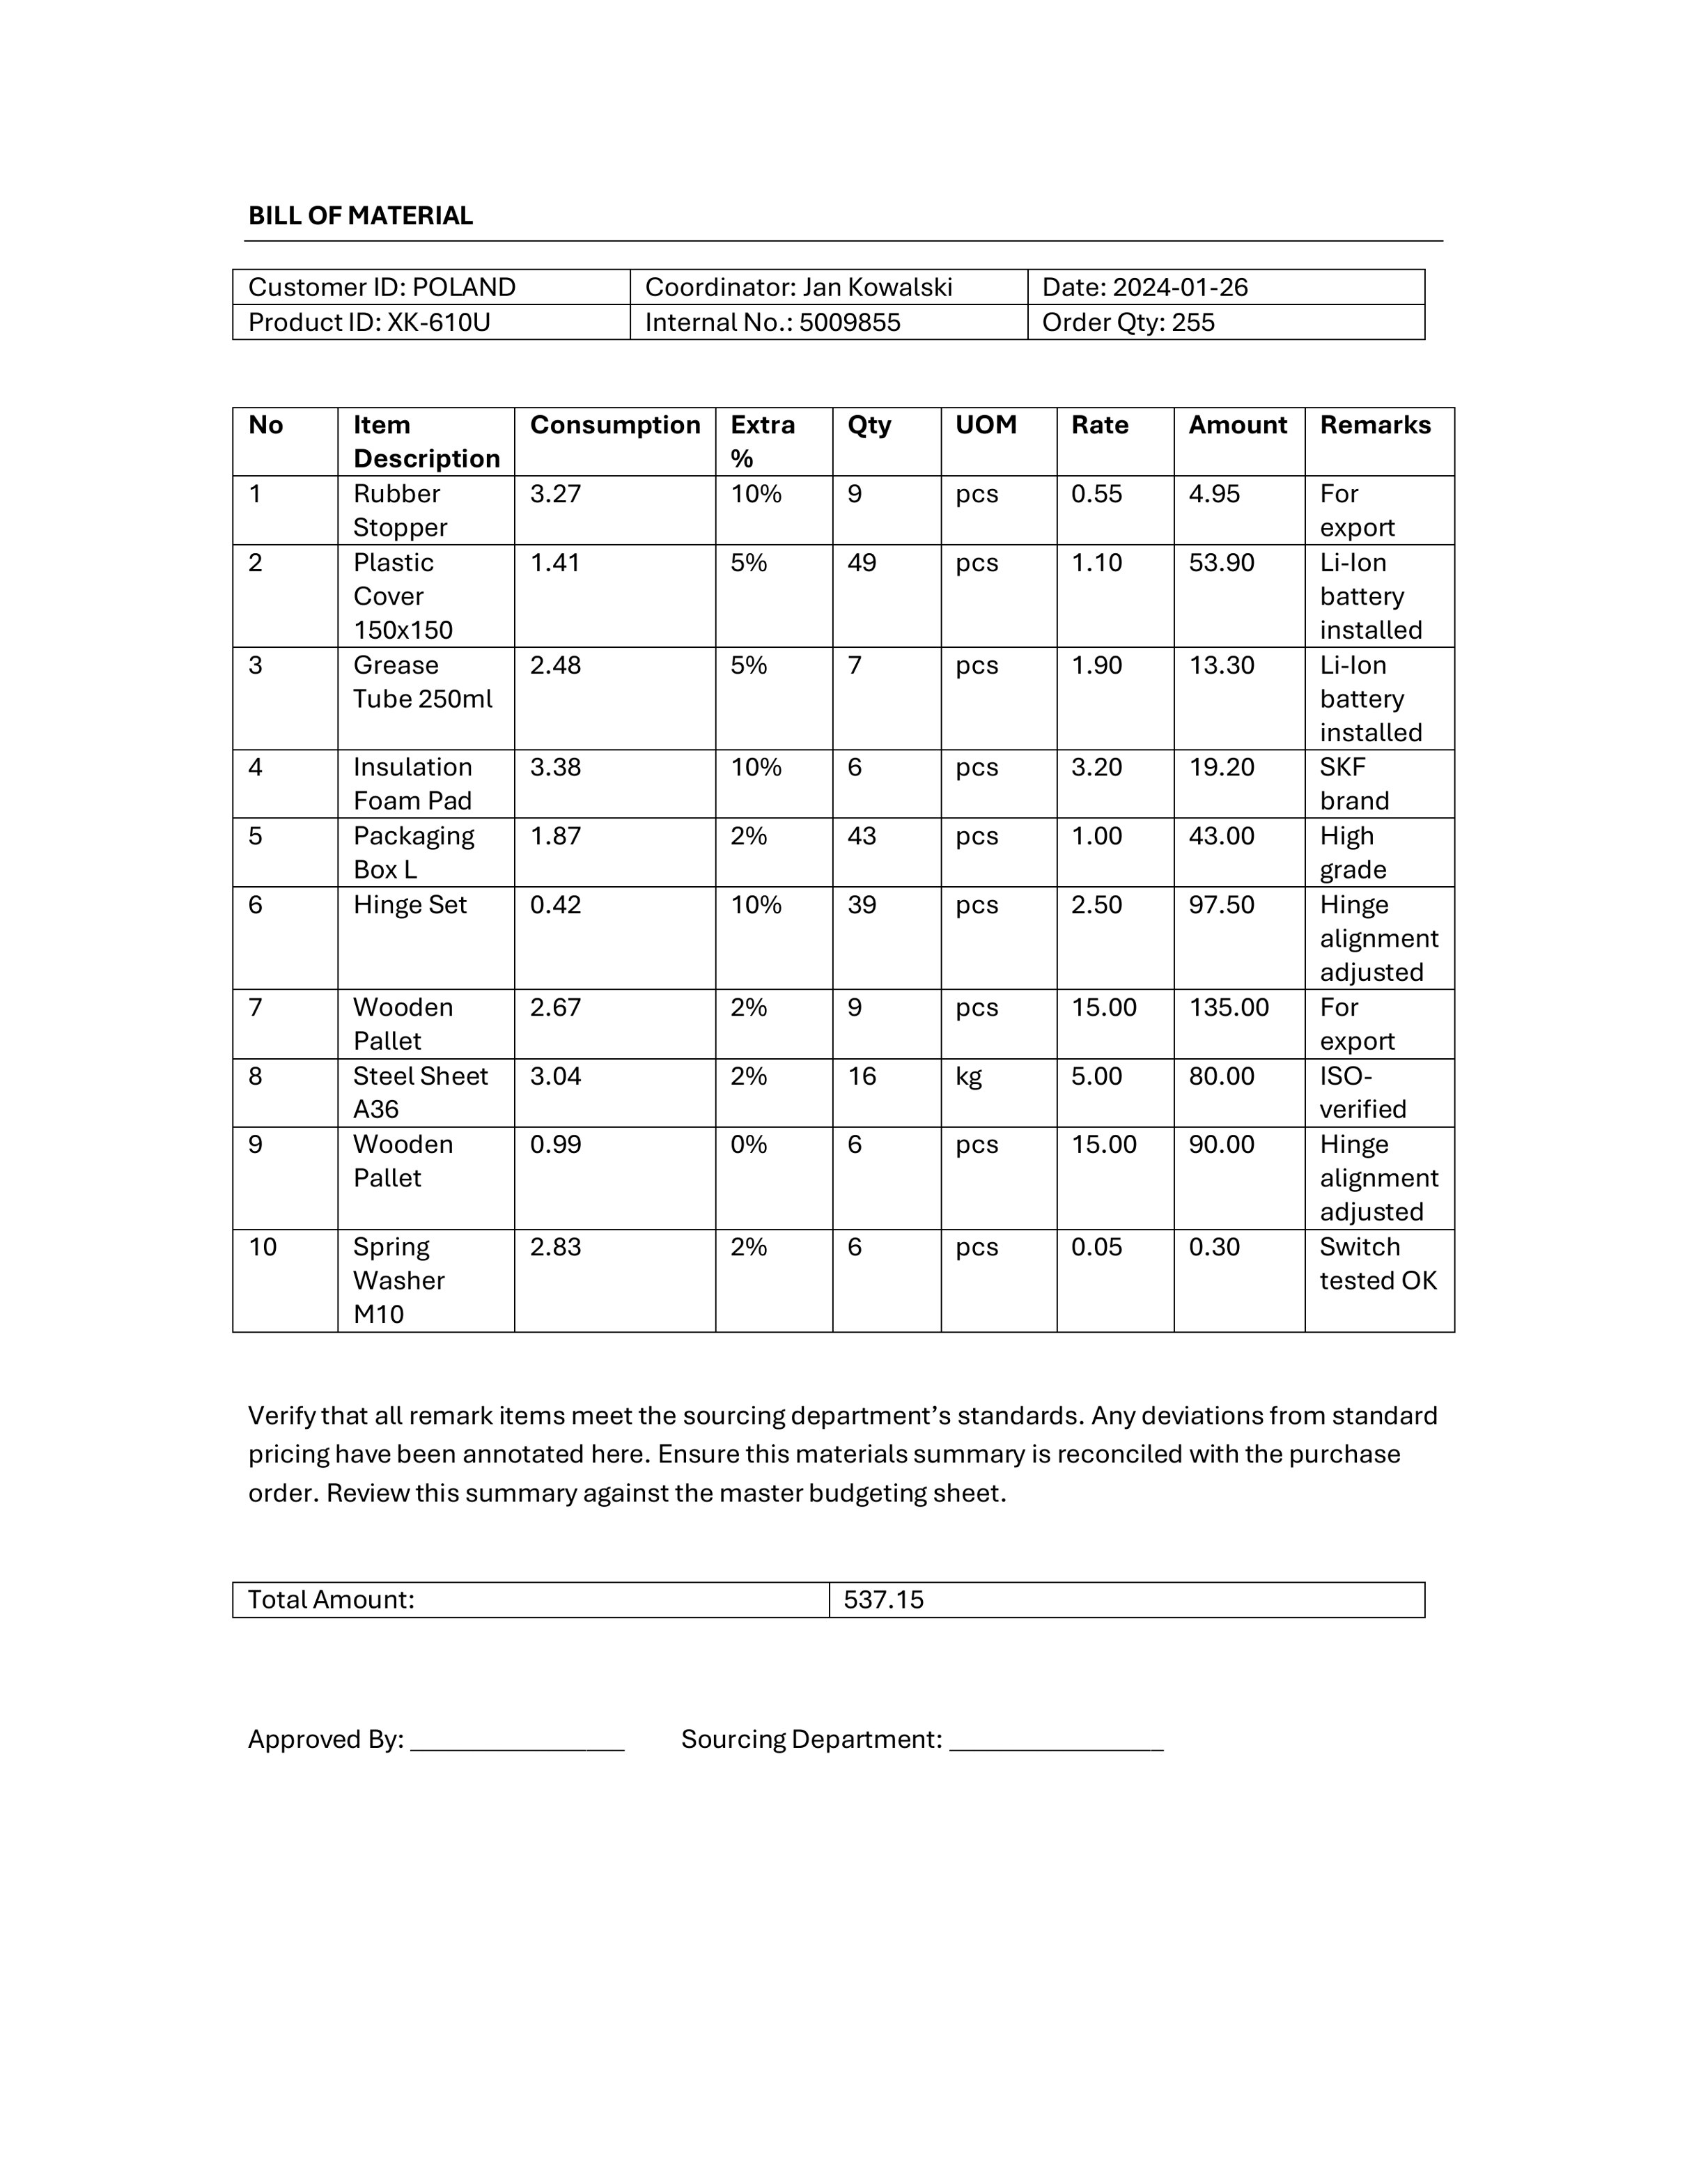 BILL OF MATERIAL
Customer ID: POLAND Coordinator: Jan Kowalski Date: 2024-01-26
Product ID: XK-610U Internal No.: 5009855 Order Qty: 255
No Item Description Consumption Extra % Qty UOM Rate Amount Remarks
1 Rubber Stopper 3.27 10% 9 pcs 0.55 4.95 For export
2 Plastic Cover 150x150 1.41 5% 49 pcs 1.10 53.90 Li-Ion battery installed
3 Grease Tube 250ml 2.48 5% 7 pcs 1.90 13.30 Li-Ion battery installed
4 Insulation Foam Pad 3.38 10% 6 pcs 3.20 19.20 SKF brand
5 Packaging Box L 1.87 2% 43 pcs 1.00 43.00 High grade
6 Hinge Set 0.42 10% 39 pcs 2.50 97.50 Hinge alignment adjusted
7 Wooden Pallet 2.67 2% 9 pcs 15.00 135.00 For export
8 Steel Sheet A36 3.04 2% 16 kg 5.00 80.00 ISO-verified
9 Wooden Pallet 0.99 0% 6 pcs 15.00 90.00 Hinge alignment adjusted
10 Spring Washer M10 2.83 2% 6 pcs 0.05 0.30 Switch tested OK
Verify that all remark items meet the sourcing department’s standards. Any deviations from standard
pricing have been annotated here. Ensure this materials summary is reconciled with the purchase
order. Review this summary against the master budgeting sheet.
Total Amount: 537.15
Approved By: ________________ Sourcing Department: ________________